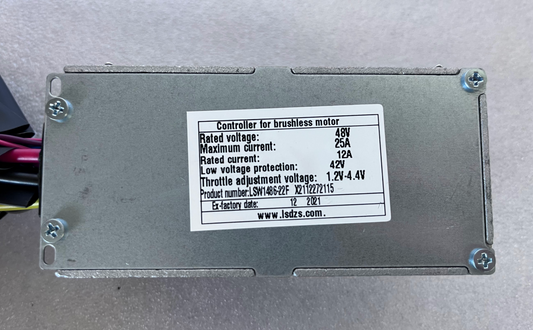 Controller for brushless motor
Rated voltage: 48V
Maximum current: 25A
Rated current: 12A
Low voltage protection: 42V
Throttle adjustment voltage: 1.2V-4.4V
Product number:LSW1486-22F X2112272115
Ex-factory date: 12 2021
www.lsdzs.com.